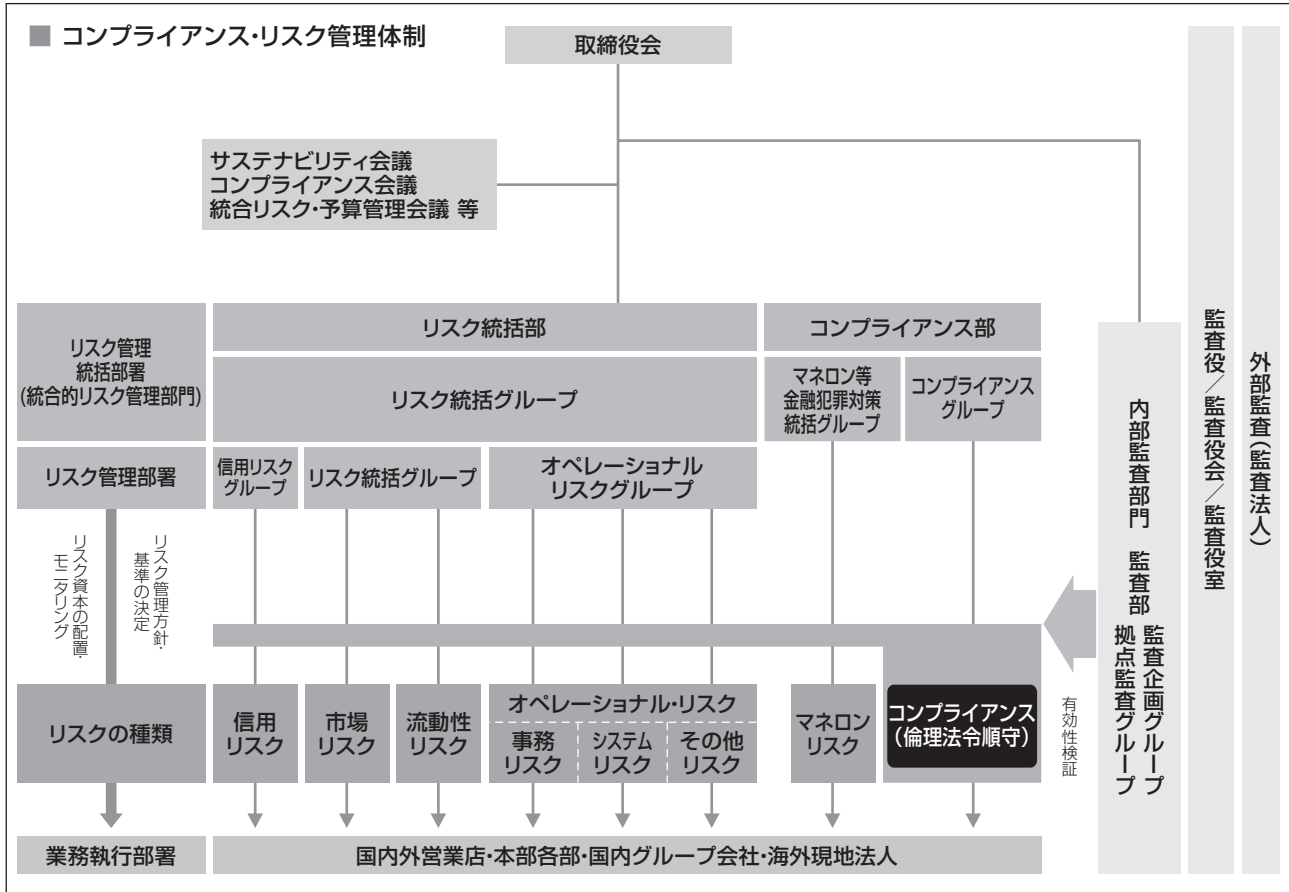 ■ コンプライアンス・リスク管理体制
取締役会
サステナビリティ会議
コンプライアンス会議
統合リスク・予算管理会議 等
リスク管理
統括部署
(統合的リスク管理部門)
リスク統括部
コンプライアンス部
リスク統括グループ
マネロン等
金融犯罪対策
統括グループ
コンプライアンス
グループ
リスク管理部署
信用リスク
グループ
リスク統括グループ
オペレーショナル
リスクグループ
リスク管理方針・
基準の決定
リスク資本の配置・
モニタリング
リスクの種類
信用
リスク
市場
リスク
流動性
リスク
オペレーショナル・リスク
事務
リスク
システム
リスク
その他
リスク
マネロン
リスク
コンプライアンス
(倫理法令順守)
有効性検証
業務執行部署
国内外営業店・本部各部・国内グループ会社・海外現地法人
内部監査部門 監査部
監査企画グループ
拠点監査グループ
監査役/監査役会/監査役室
外部監査(監査法人)